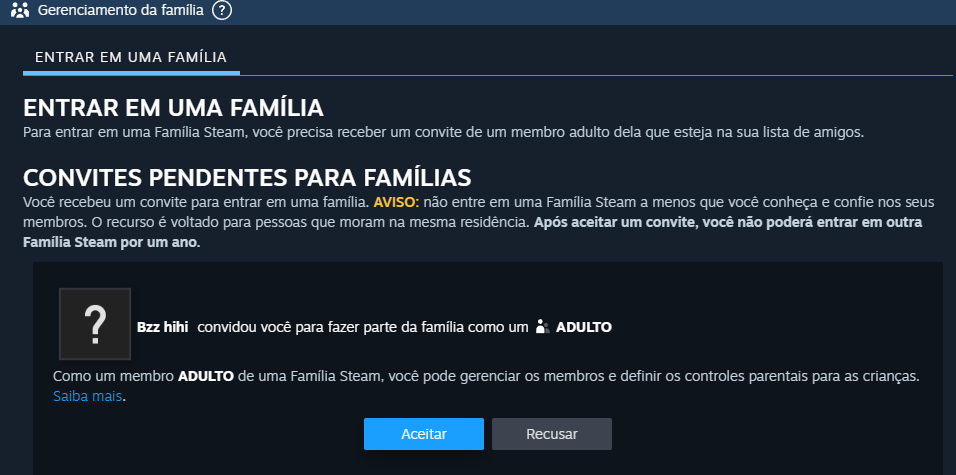 Gerenciamento da família ?
ENTRAR EM UMA FAMÍLIA
ENTRAR EM UMA FAMÍLIA
Para entrar em uma Família Steam, você precisa receber um convite de um membro adulto dela que esteja na sua lista de amigos.
CONVITES PENDENTES PARA FAMÍLIAS
Você recebeu um convite para entrar em uma família. AVISO: não entre em uma Família Steam a menos que você conheça e confie nos seus
membros. O recurso é voltado para pessoas que moram na mesma residência. Após aceitar um convite, você não poderá entrar em outra
Família Steam por um ano.
?
Bzz hihi convidou você para fazer parte da família como um ADULTO
Como um membro ADULTO de uma Família Steam, você pode gerenciar os membros e definir os controles parentais para as crianças.
Saiba mais.
Aceitar
Recusar